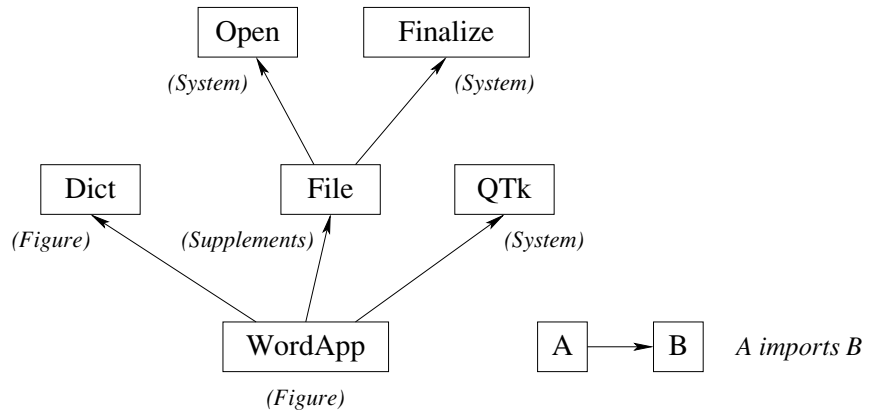 Open
Finalize
(System)
(System)
Dict
File
QTk
(Figure)
(Supplements)
(System)
WordApp
A
B
A imports B
(Figure)